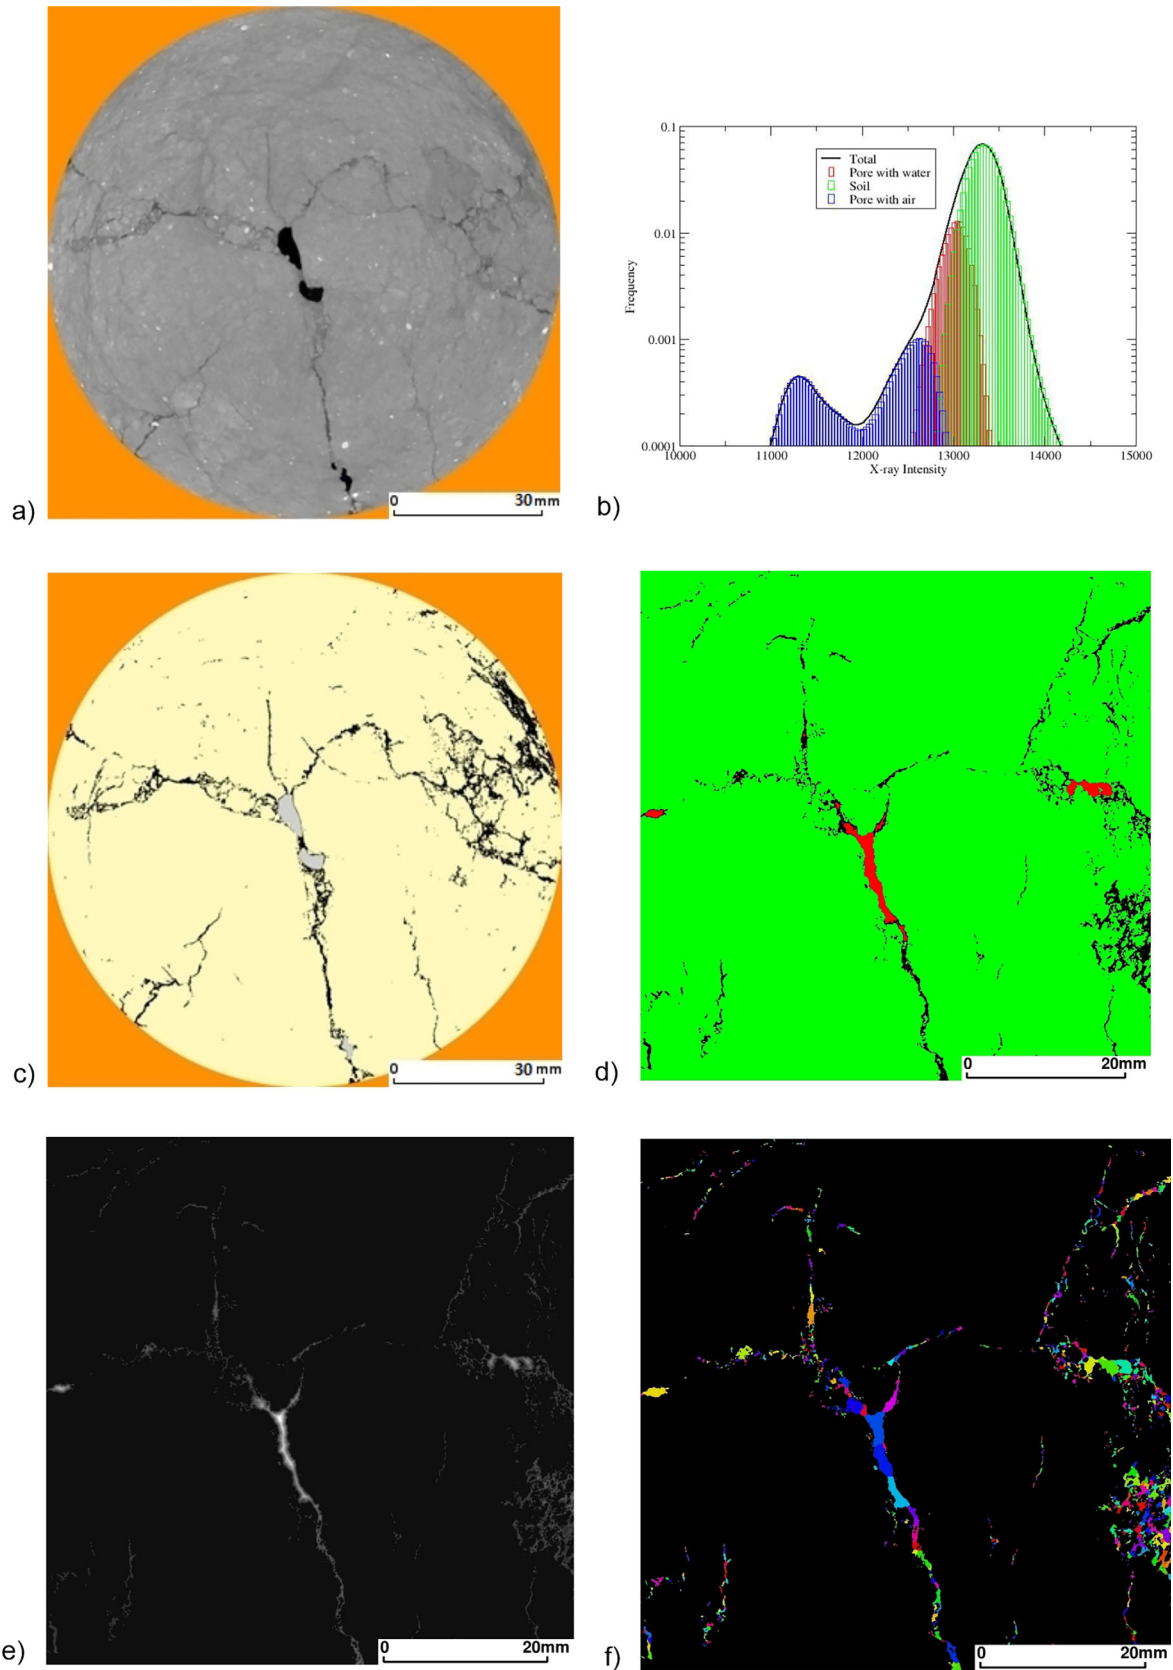 0 30mm
a)
0.1
0.01
0.001
0.0001
Frequency
Total
Pore with water
Soil
Pore with air
10000 11000 12000 13000 14000 15000
X-ray Intensity
b)
0 30 mm
c)
0 20mm
d)
0 20mm
e)
0 20mm
f)